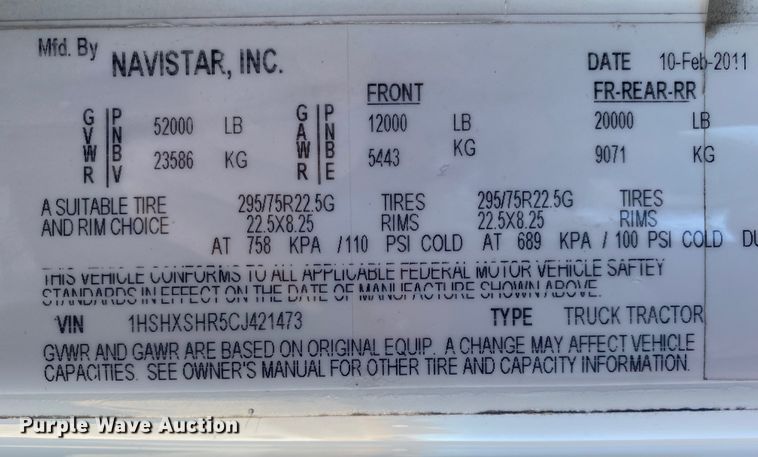 Mfd. By NAVISTAR, INC. DATE 10-Feb-2011
FRONT FR-REAR-RR
GVWR PNBV 52000 LB GAWR PNBE 12000 LB 20000 LB
23586 KG 5443 KG 9071 KG
A SUITABLE TIRE 295/75R22.5G TIRES 295/75R22.5G TIRES
AND RIM CHOICE 22.5X8.25 RIMS 22.5X8.25 RIMS
AT 758 KPA /110 PSI COLD AT 689 KPA / 100 PSI COLD DU
THIS VEHICLE CONFORMS TO ALL APPLICABLE FEDERAL MOTOR VEHICLE SAFTEY
STANDARDS IN EFFECT ON THE DATE OF MANUFACTURE SHOWN ABOVE.
VIN 1HSHXSHR5CJ421473 TYPE TRUCK TRACTOR
GVWR AND GAWR ARE BASED ON ORIGINAL EQUIP. A CHANGE MAY AFFECT VEHICLE
CAPACITIES. SEE OWNER'S MANUAL FOR OTHER TIRE AND CAPACITY INFORMATION.
Purple Wave Auction